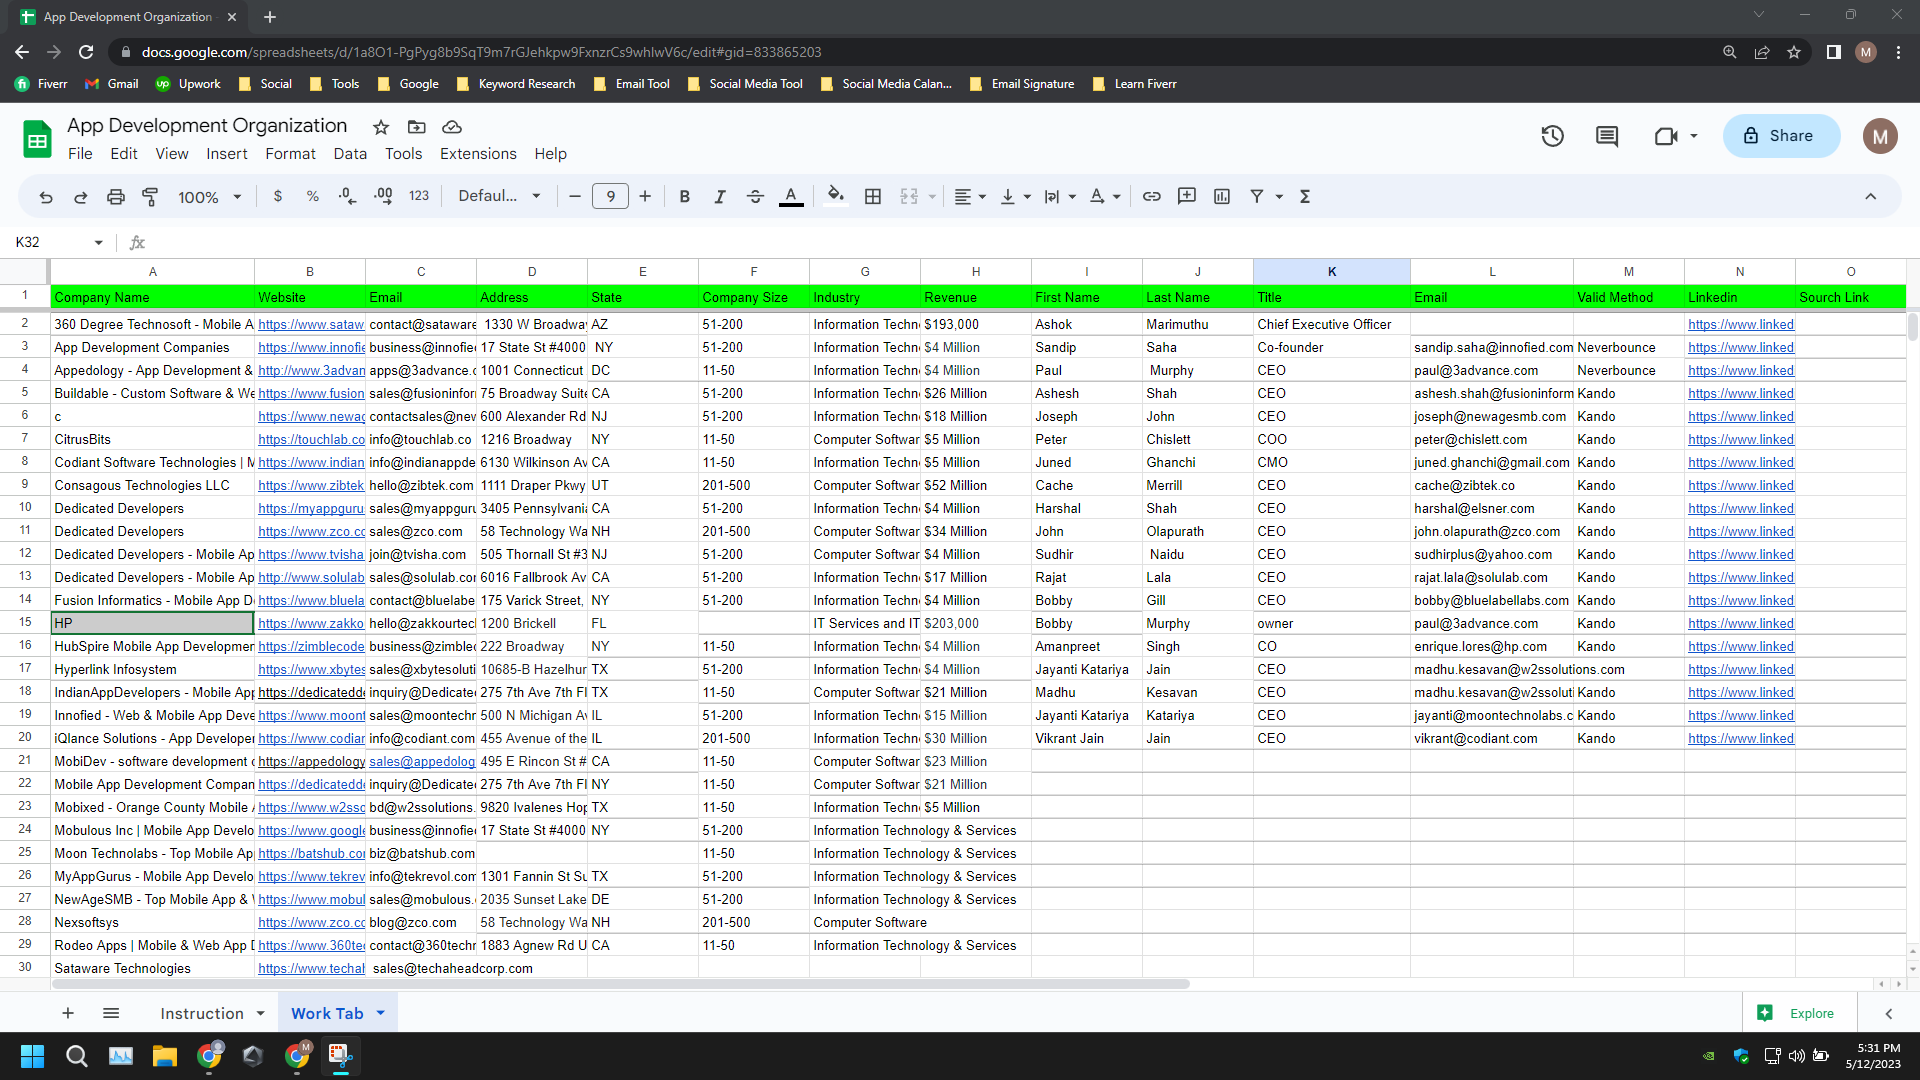 App Development Organization
docs.google.com/spreadsheets/d/1a8O1-PgPyg8b9SqT9m7rGJehkpw9FxnzrCs9whlwV6c/edit#gid=833865203
M
Fiverr Gmail Upwork Social Tools Google Keyword Research Email Tool Social Media Tool Social Media Calan... Email Signature Learn Fiverr
App Development Organization
Share M
File Edit View Insert Format Data Tools Extensions Help
100% $ % .0 .00 123 Defaul... 9 B I S A
K32 fx
A B C D E F G H I J K L M N O
1 Company Name Website Email Address State Company Size Industry Revenue First Name Last Name Title Email Valid Method Linkedin Sourch Link
2 360 Degree Technosoft - Mobile A https://www.sataw contact@sataware 1330 W Broadway AZ 51-200 Information Techn $193,000 Ashok Marimuthu Chief Executive Officer https://www.linked
3 App Development Companies https://www.innofie business@innofied 17 State St #4000 NY 51-200 Information Techn $4 Million Sandip Saha Co-founder sandip.saha@innofied.com Neverbounce https://www.linked
4 Appedology - App Development & http://www.3advan apps@3advance.c 1001 Connecticut DC 11-50 Information Techn $4 Million Paul Murphy CEO paul@3advance.com Neverbounce https://www.linked
5 Buildable - Custom Software & We https://www.fusion sales@fusioninforr 75 Broadway Suite CA 51-200 Information Techn $26 Million Ashesh Shah CEO ashesh.shah@fusioninform Kando https://www.linked
6 c https://www.newag contactsales@new 600 Alexander Rd NJ 51-200 Information Techn $18 Million Joseph John CEO joseph@newagesmb.com Kando https://www.linked
7 CitrusBits https://touchlab.co info@touchlab.co 1216 Broadway NY 11-50 Computer Softwar $5 Million Peter Chislett COO peter@chislett.com Kando https://www.linked
8 Codiant Software Technologies | M https://www.indian info@indianappde 6130 Wilkinson Av CA 11-50 Information Techn $5 Million Juned Ghanchi CMO juned.ghanchi@gmail.com Kando https://www.linked
9 Consagous Technologies LLC https://www.zibtek hello@zibtek.com 1111 Draper Pkwy UT 201-500 Computer Softwar $52 Million Cache Merrill CEO cache@zibtek.co Kando https://www.linked
10 Dedicated Developers https://myappguru sales@myappguru 3405 Pennsylvani CA 51-200 Information Techn $4 Million Harshal Shah CEO harshal@elsner.com Kando https://www.linked
11 Dedicated Developers https://www.zco.co sales@zco.com 58 Technology Wa NH 201-500 Computer Softwar $34 Million John Olapurath CEO john.olapurath@zco.com Kando https://www.linked
12 Dedicated Developers - Mobile Ap https://www.tvisha join@tvisha.com 505 Thornall St #3 NJ 51-200 Computer Softwar $4 Million Sudhir Naidu CEO sudhirplus@yahoo.com Kando https://www.linked
13 Dedicated Developers - Mobile Ap http://www.solulab sales@solulab.cor 6016 Fallbrook Av CA 51-200 Information Techn $17 Million Rajat Lala CEO rajat.lala@solulab.com Kando https://www.linked
14 Fusion Informatics - Mobile App D https://www.bluela contact@bluelabe 175 Varick Street, NY 51-200 Information Techn $4 Million Bobby Gill CEO bobby@bluelabellabs.com Kando https://www.linked
15 HP https://www.zakko hello@zakkourtec 1200 Brickell FL IT Services and IT $203,000 Bobby Murphy owner paul@3advance.com Kando https://www.linked
16 HubSpire Mobile App Developmen https://zimblecode business@zimblec 222 Broadway NY 11-50 Information Techn $4 Million Amanpreet Singh CO enrique.lores@hp.com Kando https://www.linked
17 Hyperlink Infosystem https://www.xbytes sales@xbytesoluti 10685-B Hazelhur TX 51-200 Information Techn $4 Million Jayanti Katariya Jain CEO madhu.kesavan@w2ssolutions.com https://www.linked
18 IndianAppDevelopers - Mobile App https://dedicatedde inquiry@Dedicated 275 7th Ave 7th Fl TX 11-50 Computer Softwar $21 Million Madhu Kesavan CEO madhu.kesavan@w2ssoluti Kando https://www.linked
19 Innofied - Web & Mobile App Deve https://www.moont sales@moontechn 500 N Michigan Av IL 51-200 Information Techn $15 Million Jayanti Katariya Katariya CEO jayanti@moontechnolabs.c Kando https://www.linked
20 iQlance Solutions - App Developer https://www.codian info@codiant.com 455 Avenue of the IL 201-500 Information Techn $30 Million Vikrant Jain Jain CEO vikrant@codiant.com Kando https://www.linked
21 MobiDev - software development c https://appedology sales@appedolog 495 E Rincon St # CA 11-50 Computer Softwar $23 Million
22 Mobile App Development Compan https://dedicatedde inquiry@Dedicated 275 7th Ave 7th Fl NY 11-50 Computer Softwar $21 Million
23 Mobixed - Orange County Mobile A https://www.w2sso bd@w2ssolutions. 9820 Ivalenes Hop TX 11-50 Information Techn $5 Million
24 Mobulous Inc | Mobile App Develo https://www.google business@innofied 17 State St #4000 NY 51-200 Information Technology & Services
25 Moon Technolabs - Top Mobile Ap https://batshub.cor biz@batshub.com 11-50 Information Technology & Services
26 MyAppGurus - Mobile App Develo https://www.tekrev info@tekrevol.com 1301 Fannin St Su TX 51-200 Information Technology & Services
27 NewAgeSMB - Top Mobile App & https://www.mobul sales@mobulous. 2035 Sunset Lake DE 51-200 Information Technology & Services
28 Nexsoftsys https://www.zco.co blog@zco.com 58 Technology Wa NH 201-500 Computer Software
29 Rodeo Apps | Mobile & Web App D https://www.360tec contact@360techn 1883 Agnew Rd U CA 11-50 Information Technology & Services
30 Sataware Technologies https://www.techah sales@techaheadcorp.com
Instruction Work Tab Explore
5:31 PM
5/12/2023